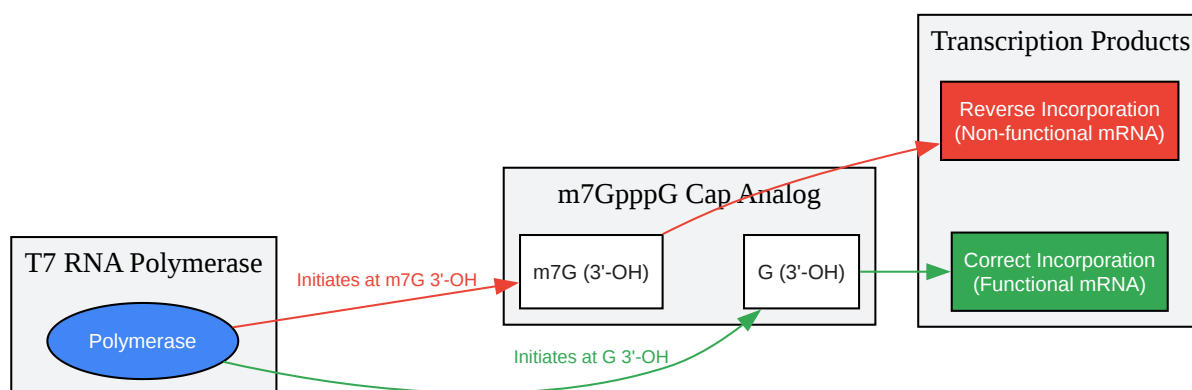 T7 RNA Polymerase
Polymerase
Initiates at m7G 3'-OH
Initiates at G 3'-OH
m7GpppG Cap Analog
m7G (3'-OH)
G (3'-OH)
Transcription Products
Reverse Incorporation
(Non-functional mRNA)
Correct Incorporation
(Functional mRNA)